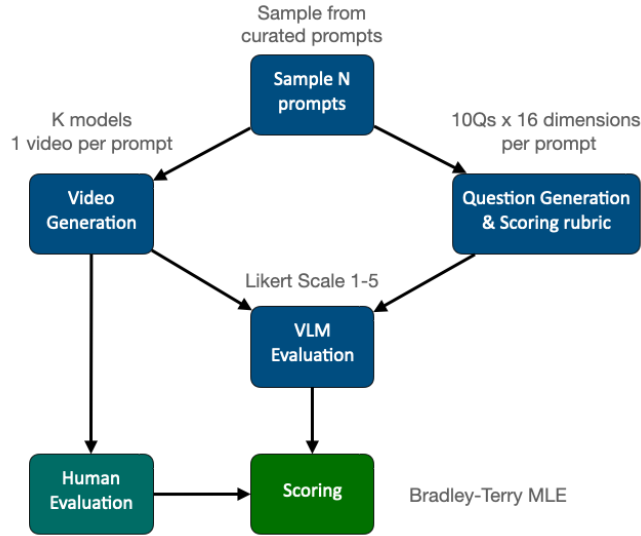 Sample from
curated prompts
Sample N
prompts
K models
1 video per prompt
10Qs x 16 dimensions
per prompt
Video
Generation
Question Generation
& Scoring rubric
Likert Scale 1-5
VLM
Evaluation
Human
Evaluation
Scoring
Bradley-Terry MLE